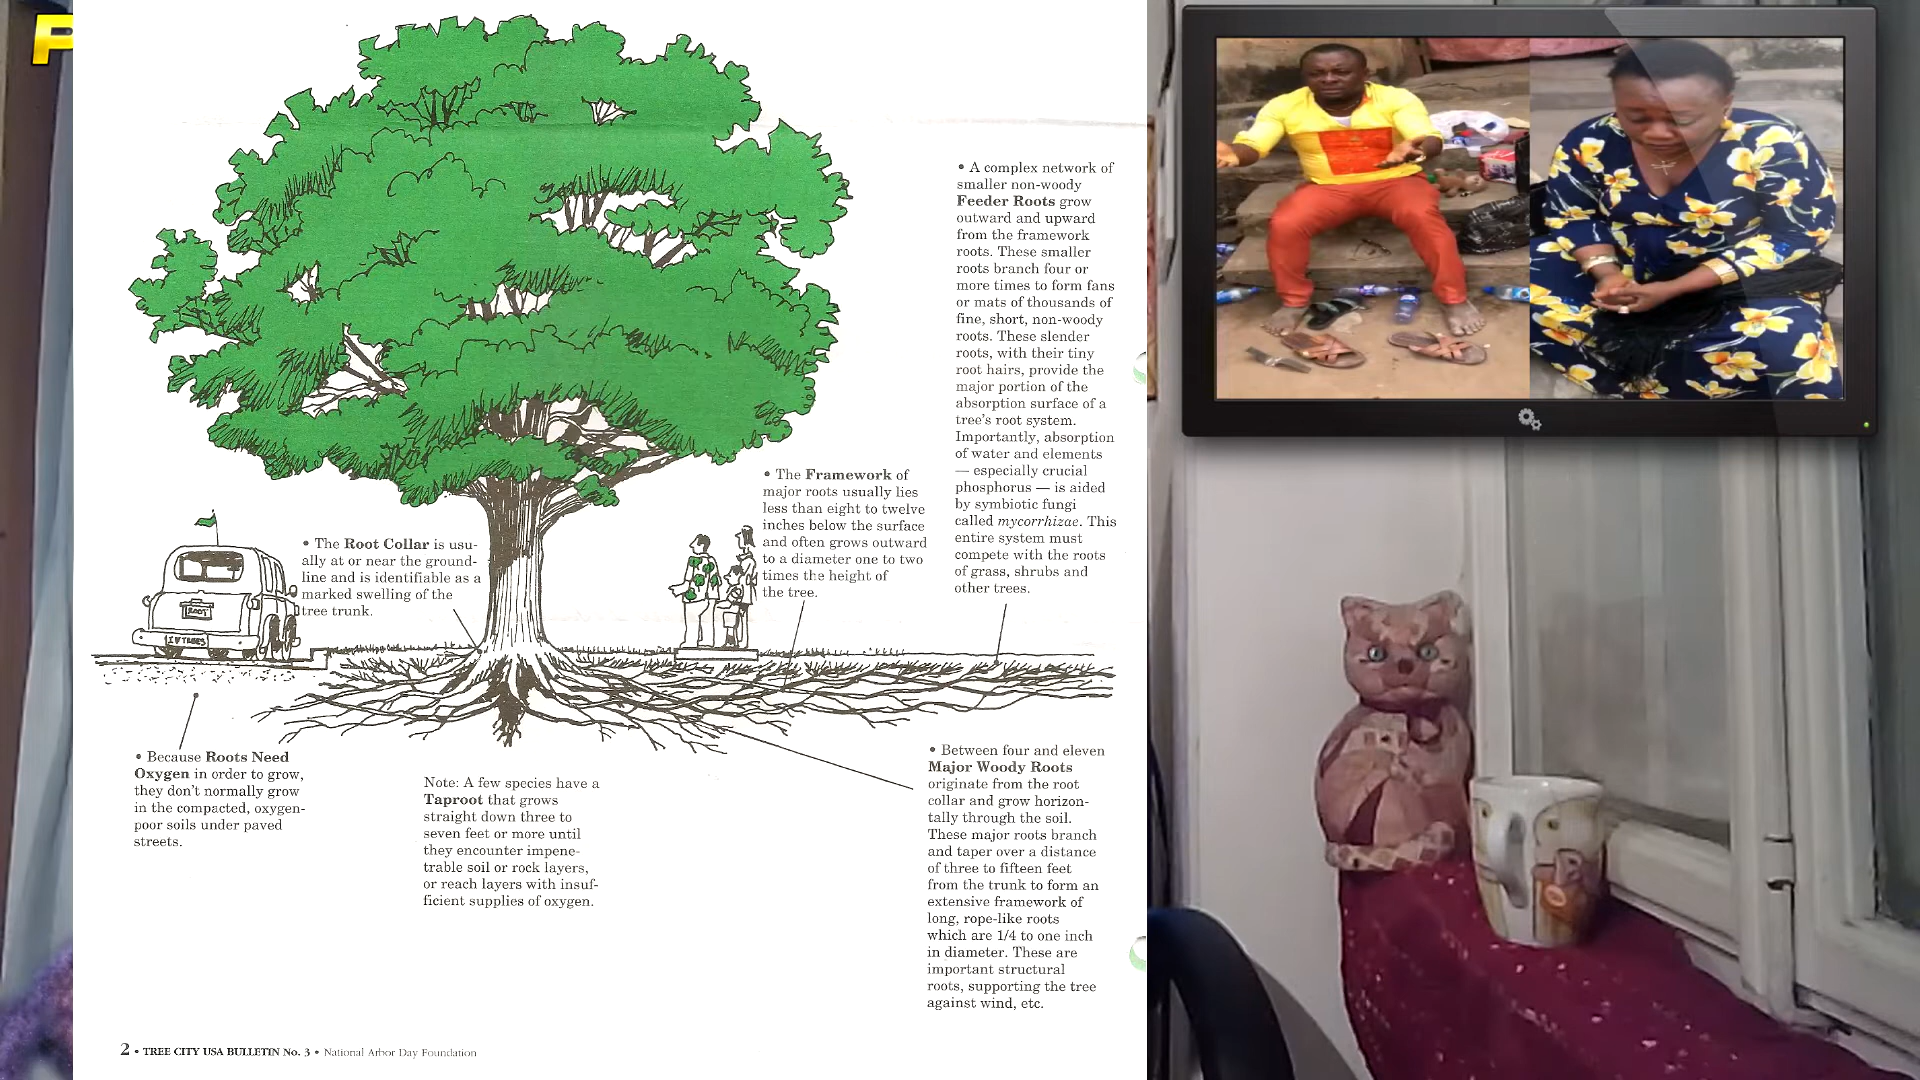 P
• A complex network of
smaller non-woody
Feeder Roots grow
outward and upward
from the framework
roots. These smaller
roots branch four or
more times to form fans
or mats of thousands of
fine, short, non-woody
roots. These slender
roots, with their tiny
root hairs, provide the
major portion of the
absorption surface of a
tree's root system.
Importantly, absorption
of water and elements
— especially crucial
phosphorus — is aided
by symbiotic fungi
called mycorrhizae. This
entire system must
compete with the roots
of grass, shrubs and
other trees.
• The Framework of
major roots usually lies
less than eight to twelve
inches below the surface
and often grows outward
to a diameter one to two
times the height of
the tree.
• The Root Collar is usu-
ally at or near the ground-
line and is identifiable as a
marked swelling of the
tree trunk.
ROOT
I ♥ TREES
• Because Roots Need
Oxygen in order to grow,
they don't normally grow
in the compacted, oxygen-
poor soils under paved
streets.
Note: A few species have a
Taproot that grows
straight down three to
seven feet or more until
they encounter impene-
trable soil or rock layers,
or reach layers with insuf-
ficient supplies of oxygen.
• Between four and eleven
Major Woody Roots
originate from the root
collar and grow horizon-
tally through the soil.
These major roots branch
and taper over a distance
of three to fifteen feet
from the trunk to form an
extensive framework of
long, rope-like roots
which are 1/4 to one inch
in diameter. These are
important structural
roots, supporting the tree
against wind, etc.
2 • TREE CITY USA BULLETIN No. 3 • National Arbor Day Foundation